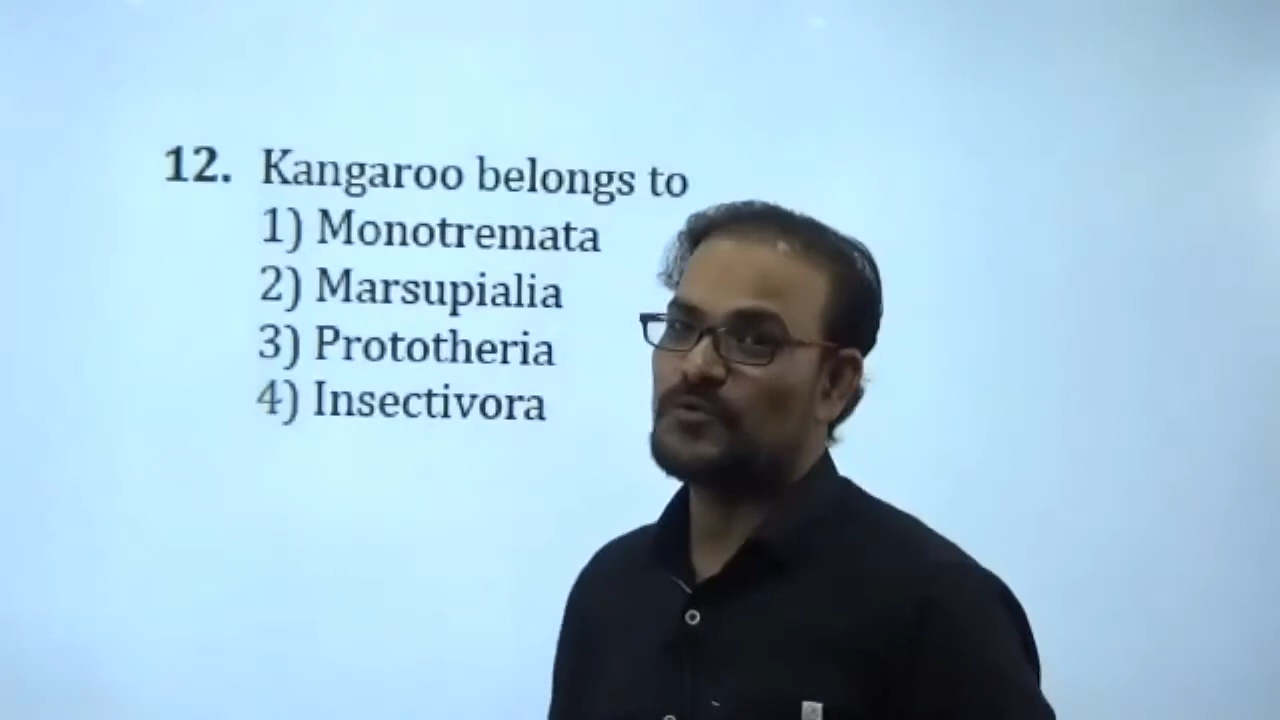 12. Kangaroo belongs to
1) Monotremata
2) Marsupialia
3) Prototheria
4) Insectivora